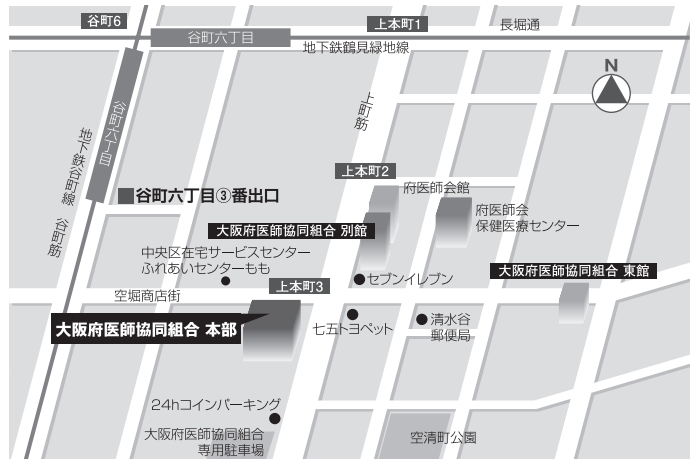 谷町6
上本町1
長堀通
谷町六丁目
地下鉄鶴見緑地線
N
上町筋
谷町六丁目
地下鉄谷町線
谷町筋
上本町2
府医師会館
谷町六丁目③番出口
府医師会
保健医療センター
大阪府医師協同組合 別館
中央区在宅サービスセンター
ふれあいセンターもも
大阪府医師協同組合 東館
セブンイレブン
上本町3
空堀商店街
大阪府医師協同組合 本部
七五トヨペット
清水谷
郵便局
24hコインパーキング
大阪府医師協同組合
専用駐車場
空清町公園